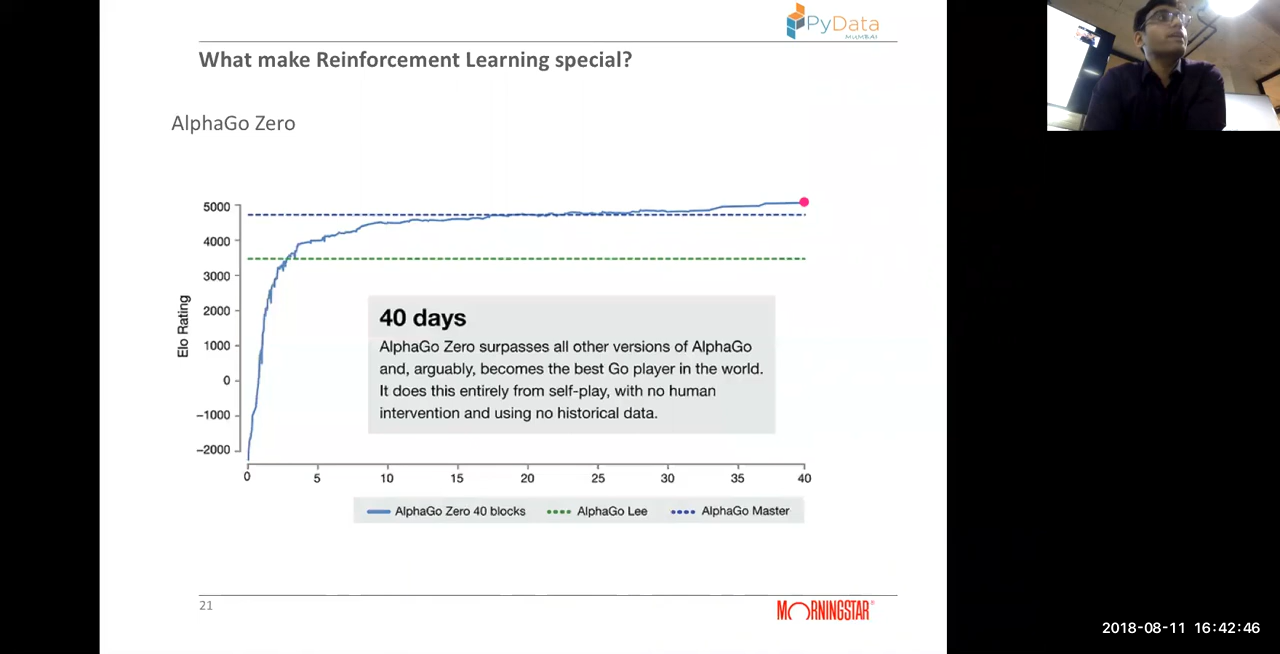 PyData
MUMBAI
What make Reinforcement Learning special?
AlphaGo Zero
Elo Rating
5000
4000
3000
2000
1000
0
−1000
−2000
40 days
AlphaGo Zero surpasses all other versions of AlphaGo
and, arguably, becomes the best Go player in the world.
It does this entirely from self-play, with no human
intervention and using no historical data.
0 5 10 15 20 25 30 35 40
AlphaGo Zero 40 blocks AlphaGo Lee AlphaGo Master
21
MORNINGSTAR®
2018-08-11 16:42:46